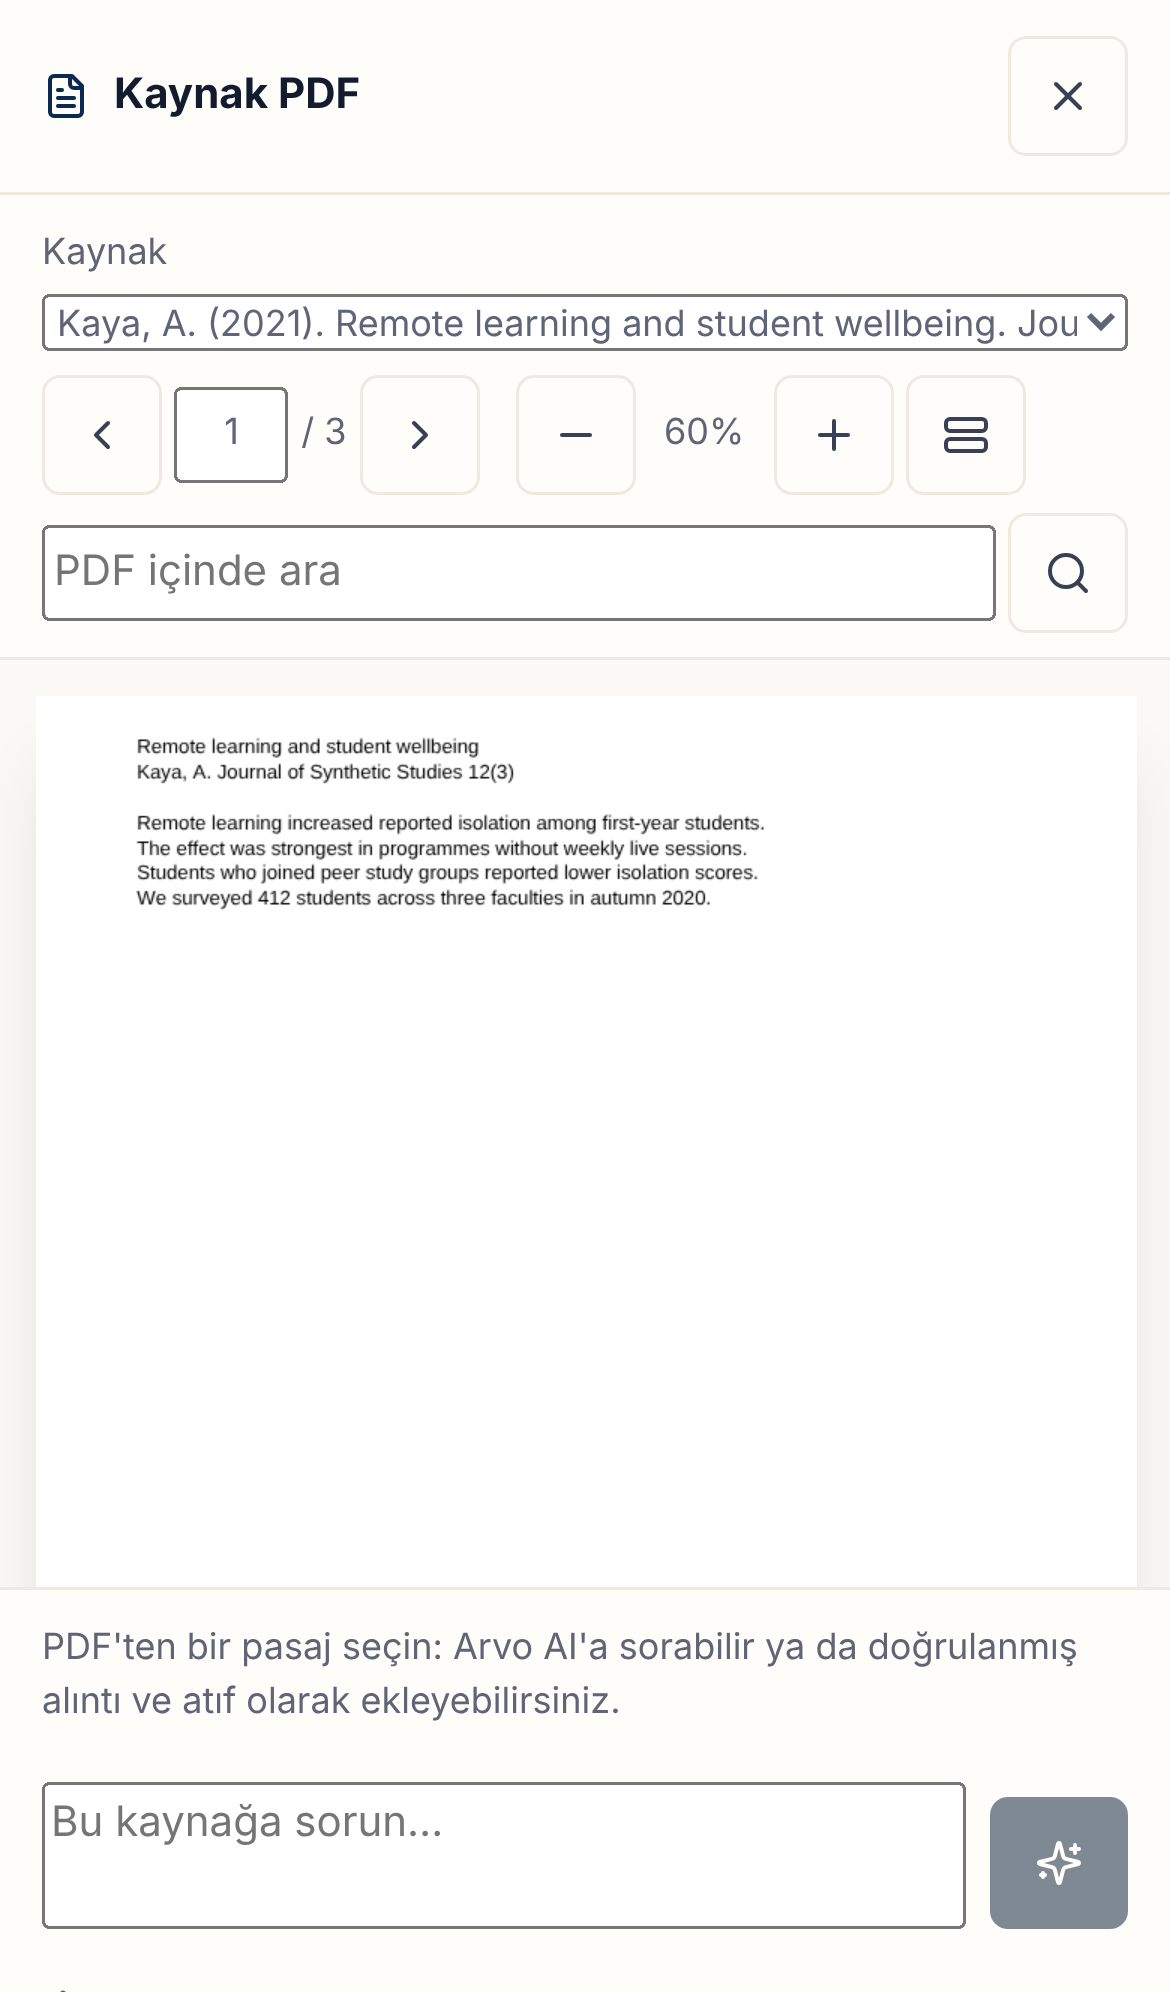 Kaynak PDF
Kaynak
Kaya, A. (2021). Remote learning and student wellbeing. Jou
1 / 3 60%
PDF içinde ara
Remote learning and student wellbeing
Kaya, A. Journal of Synthetic Studies 12(3)
Remote learning increased reported isolation among first-year students.
The effect was strongest in programmes without weekly live sessions.
Students who joined peer study groups reported lower isolation scores.
We surveyed 412 students across three faculties in autumn 2020.
PDF'ten bir pasaj seçin: Arvo AI'a sorabilir ya da doğrulanmış
alıntı ve atıf olarak ekleyebilirsiniz.
Bu kaynağa sorun...